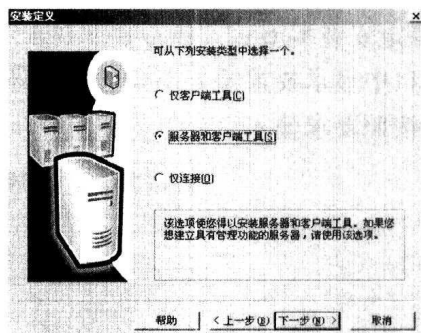 安装定义
可从下列安装类型中选择一个。
仅客户端工具(C)
服务器和客户端工具(S)
仅连接(O)
该选项使您得以安装服务器和客户端工具。如果您
想建立具有管理功能的服务器，请使用该选项。
帮助 < 上一步(B) 下一步(N) > 取消